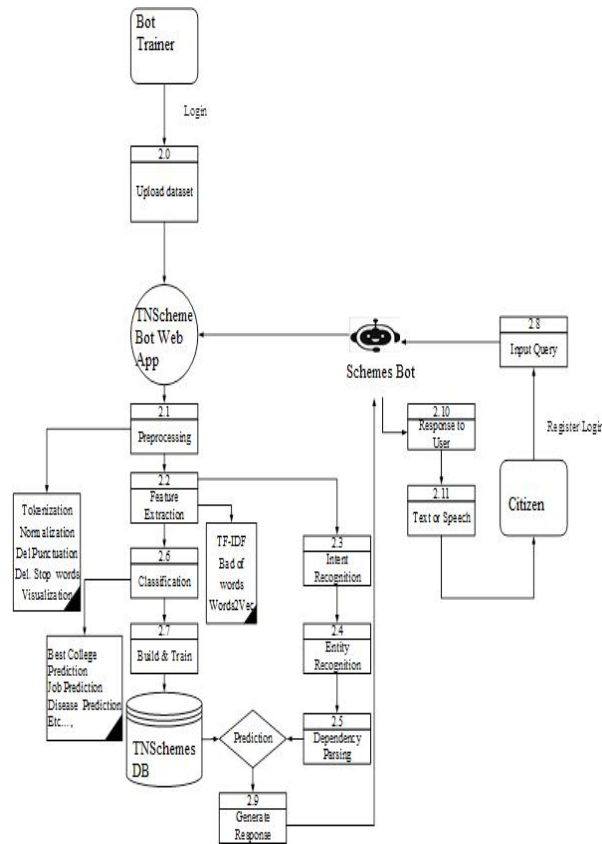 Bot
Trainer
Login
2.0
Upload dataset
TNScheme
Bot Web
App
Schemes Bot
2.8
Input Query
2.1
Preprocessing
2.10
Response to
User
Register Login
2.2
Feature
Extraction
2.11
Text or Speech
Citizen
Tokenization
Normalization
Del Punctuation
Del. Stop words
Visualization
TF-IDF
Bad of
words
Words2Vec
2.3
Intent
Recognition
2.6
Classification
2.4
Entity
Recognition
2.7
Build & Train
Best College
Prediction
Job Prediction
Disease Prediction
Etc...,
2.5
Dependency
Parsing
TNSchemes
DB
Prediction
2.9
Generate
Response